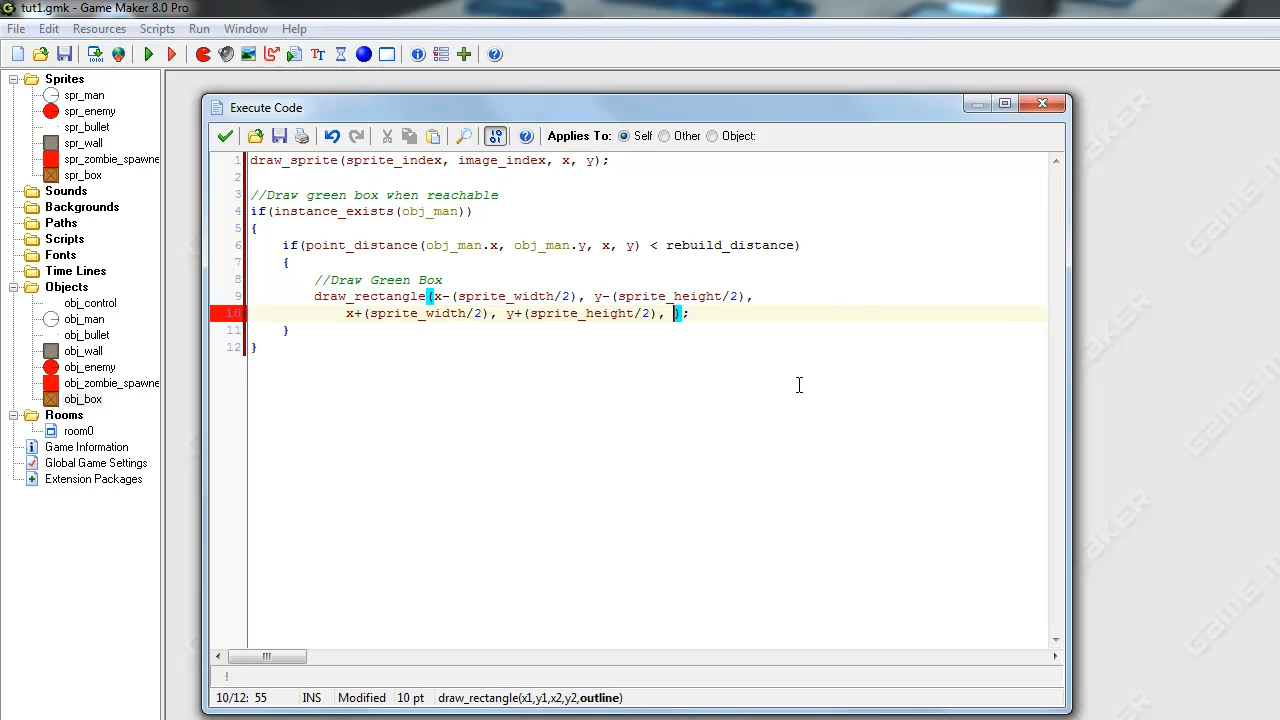 tut1.gmk - Game Maker 8.0 Pro
File Edit Resources Scripts Run Window Help
Sprites
spr_man
spr_enemy
spr_bullet
spr_wall
spr_zombie_spawne
spr_box
Sounds
Backgrounds
Paths
Scripts
Fonts
Time Lines
Objects
obj_control
obj_man
obj_bullet
obj_wall
obj_enemy
obj_zombie_spawne
obj_box
Rooms
room0
Game Information
Global Game Settings
Extension Packages
Execute Code
Applies To: Self Other Object:
1 draw_sprite(sprite_index, image_index, x, y);
2
3 //Draw green box when reachable
4 if(instance_exists(obj_man))
5 {
6 if(point_distance(obj_man.x, obj_man.y, x, y) < rebuild_distance)
7 {
8 //Draw Green Box
9 draw_rectangle(x-(sprite_width/2), y-(sprite_height/2),
10 x+(sprite_width/2), y+(sprite_height/2), );
11 }
12 }
!
10/12: 55 INS Modified 10 pt draw_rectangle(x1,y1,x2,y2,outline)